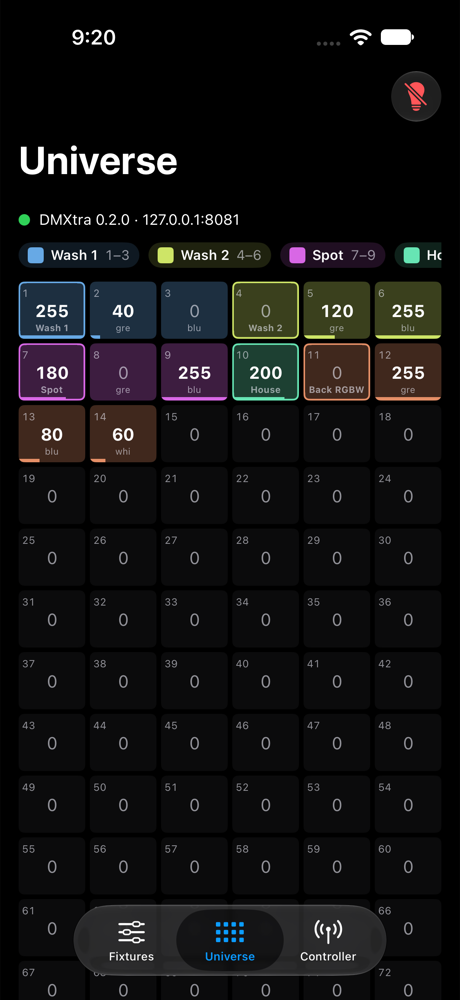 9:20
Universe
DMXtra 0.2.0 · 127.0.0.1:8081
Wash 1 1–3 Wash 2 4–6 Spot 7–9 Ho
1 2 3 4 5 6
255 40 0 0 120 255
Wash 1 gre blu Wash 2 gre blu
7 8 9 10 11 12
180 0 255 200 0 255
Spot gre blu House Back RGBW gre
13 14 15 16 17 18
80 60 0 0 0 0
blu whi
19 20 21 22 23 24
0 0 0 0 0 0
25 26 27 28 29 30
0 0 0 0 0 0
31 32 33 34 35 36
0 0 0 0 0 0
37 38 39 40 41 42
0 0 0 0 0 0
43 44 45 46 47 48
0 0 0 0 0 0
49 50 51 52 53 54
0 0 0 0 0 0
55 56 57 58 59 60
0 0 0 0 0 0
61 66
0 0
Fixtures Universe Controller
67 68 69 70 71 72